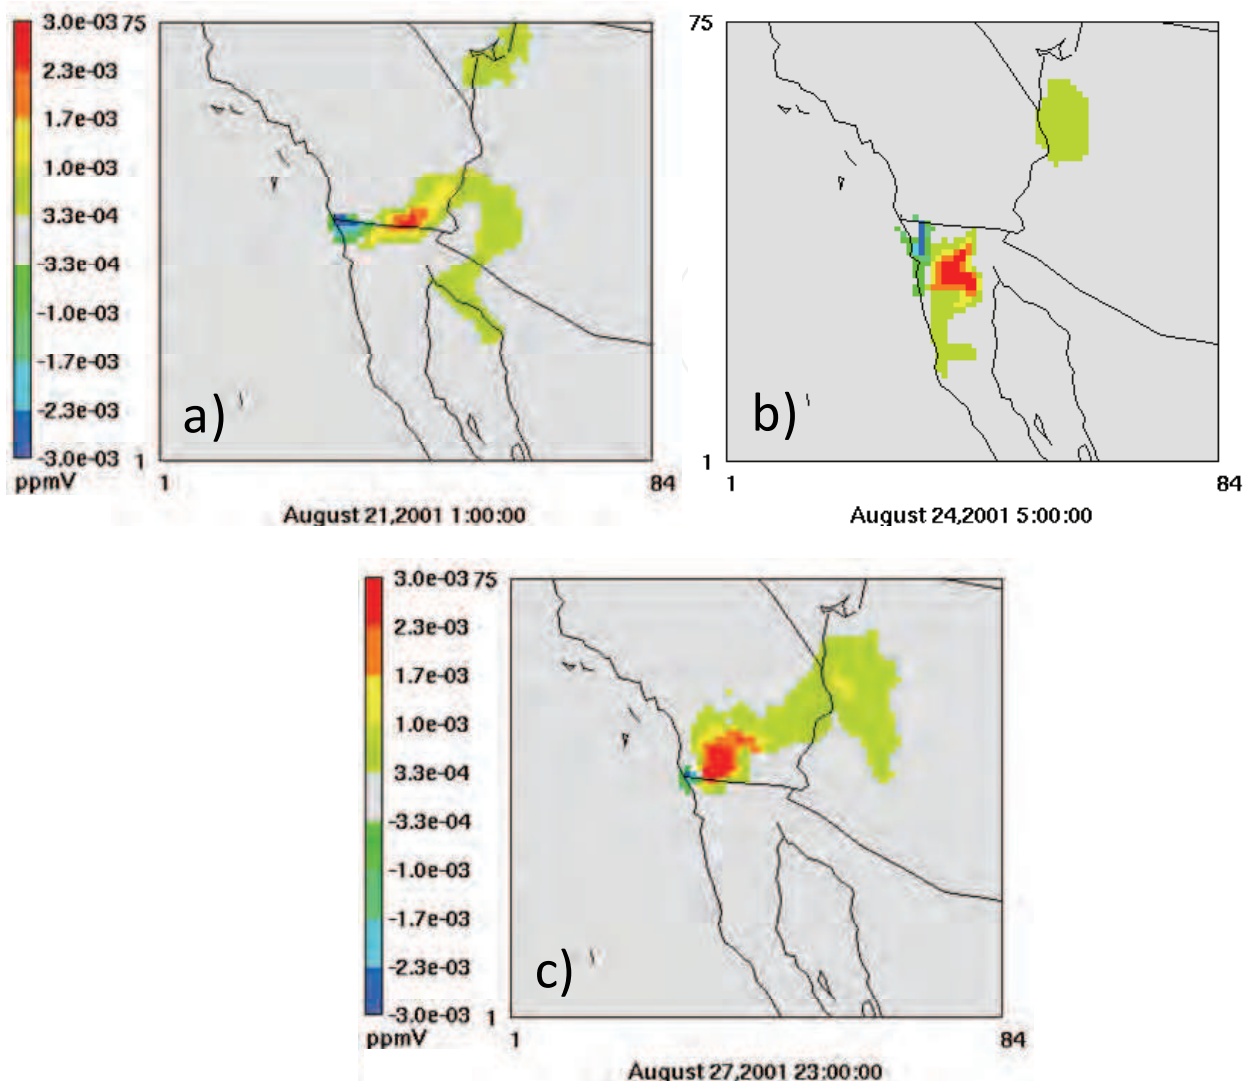 3.0e-03 75
2.3e-03
1.7e-03
1.0e-03
3.3e-04
-3.3e-04
-1.0e-03
-1.7e-03
-2.3e-03
-3.0e-03 1
ppmV
1 84
a)
August 21,2001 1:00:00
75
b)
1
1 84
August 24,2001 5:00:00
3.0e-03 75
2.3e-03
1.7e-03
1.0e-03
3.3e-04
-3.3e-04
-1.0e-03
-1.7e-03
-2.3e-03
-3.0e-03 1
ppmV
1 84
c)
August 27,2001 23:00:00